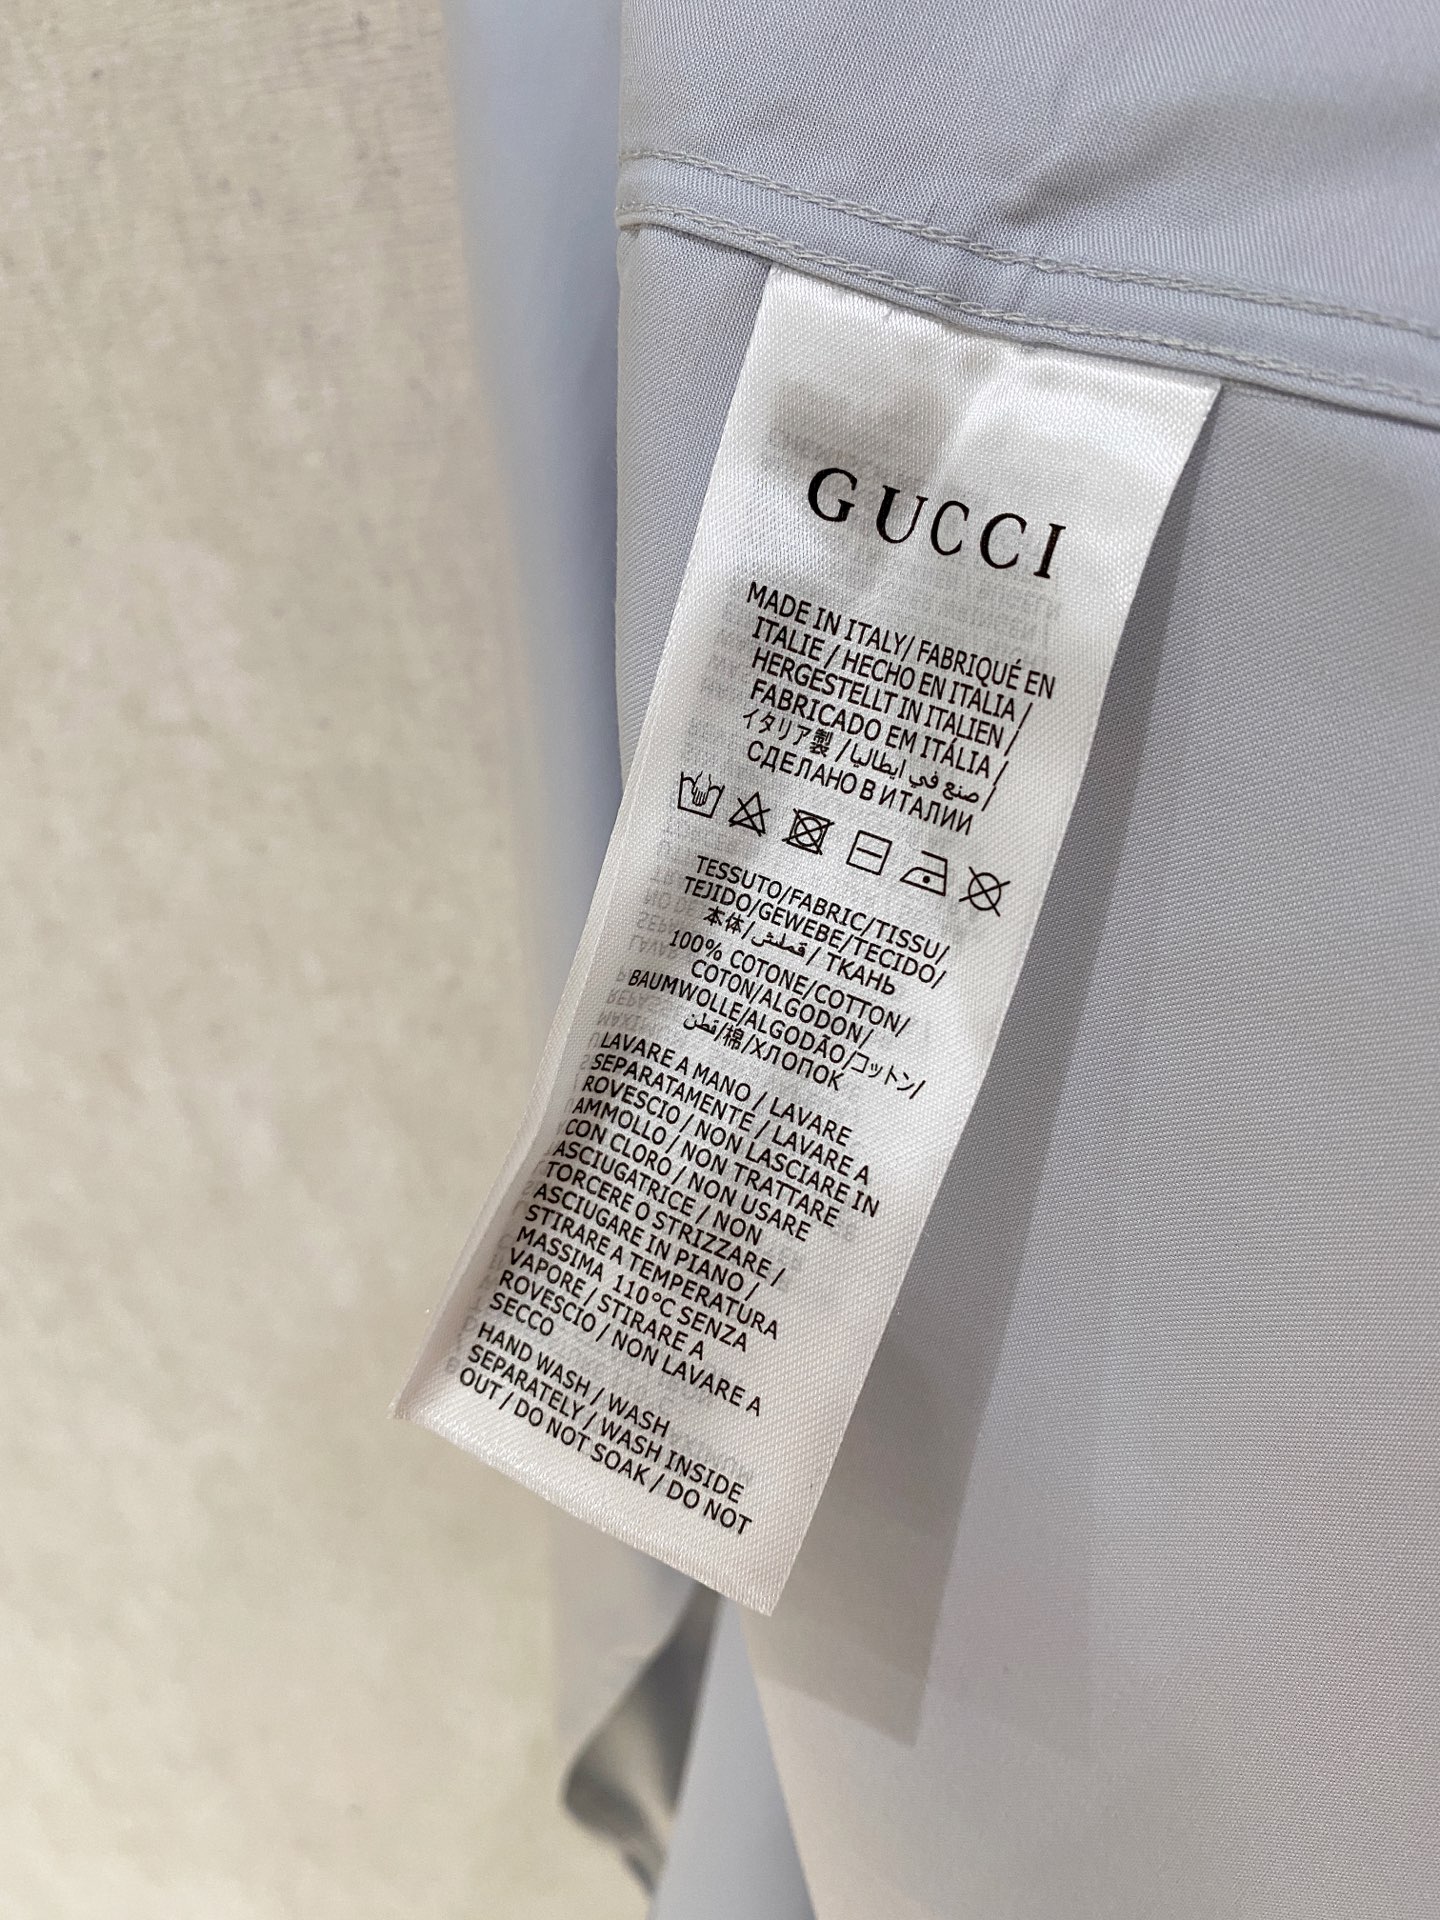 GUCCI
MADE IN ITALY/ FABRIQUÉ EN
ITALIE / HECHO EN ITALIA /
HERGESTELLT IN ITALIEN /
FABRICADO EM ITÁLIA /
イタリア製 / صنع في ايطاليا /
СДЕЛАНО В ИТАЛИИ
TESSUTO/FABRIC/TISSU/
TEJIDO/GEWEBE/TECIDO/
本体/ قماش / ТКАНЬ
100% COTONE/COTTON/
COTON/ALGODON/
BAUMWOLLE/ALGODÃO/コットン/
قطن/棉/ХЛОПОК
LAVARE A MANO / LAVARE
SEPARATAMENTE / LAVARE A
ROVESCIO / NON LASCIARE IN
AMMOLLO / NON TRATTARE
CON CLORO / NON USARE
ASCIUGATRICE / NON
TORCERE O STRIZZARE /
ASCIUGARE IN PIANO /
STIRARE A TEMPERATURA
MASSIMA 110°C SENZA
VAPORE / STIRARE A
ROVESCIO / NON LAVARE A
SECCO
HAND WASH / WASH
SEPARATELY / WASH INSIDE
OUT / DO NOT SOAK / DO NOT